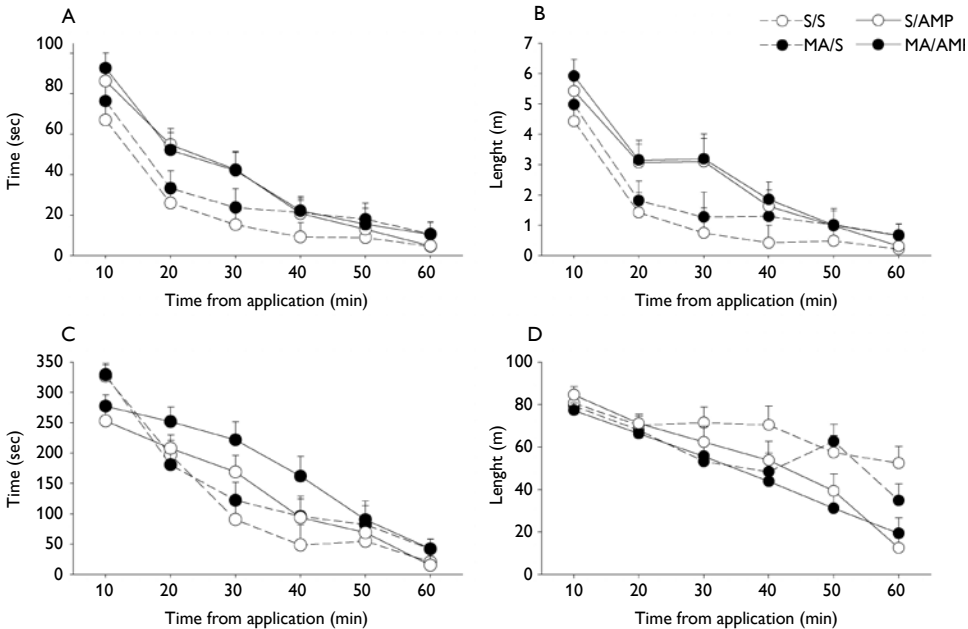 A
B
S/S
S/AMP
MA/S
MA/AMI
100
80
60
40
20
0
Time (sec)
10 20 30 40 50 60
Time from application (min)
7
6
5
4
3
2
1
0
Lenght (m)
10 20 30 40 50 60
Time from application (min)
C
D
350
300
250
200
150
100
50
0
Time (sec)
10 20 30 40 50 60
Time from application (min)
100
80
60
40
20
0
Lenght (m)
10 20 30 40 50 60
Time from application (min)